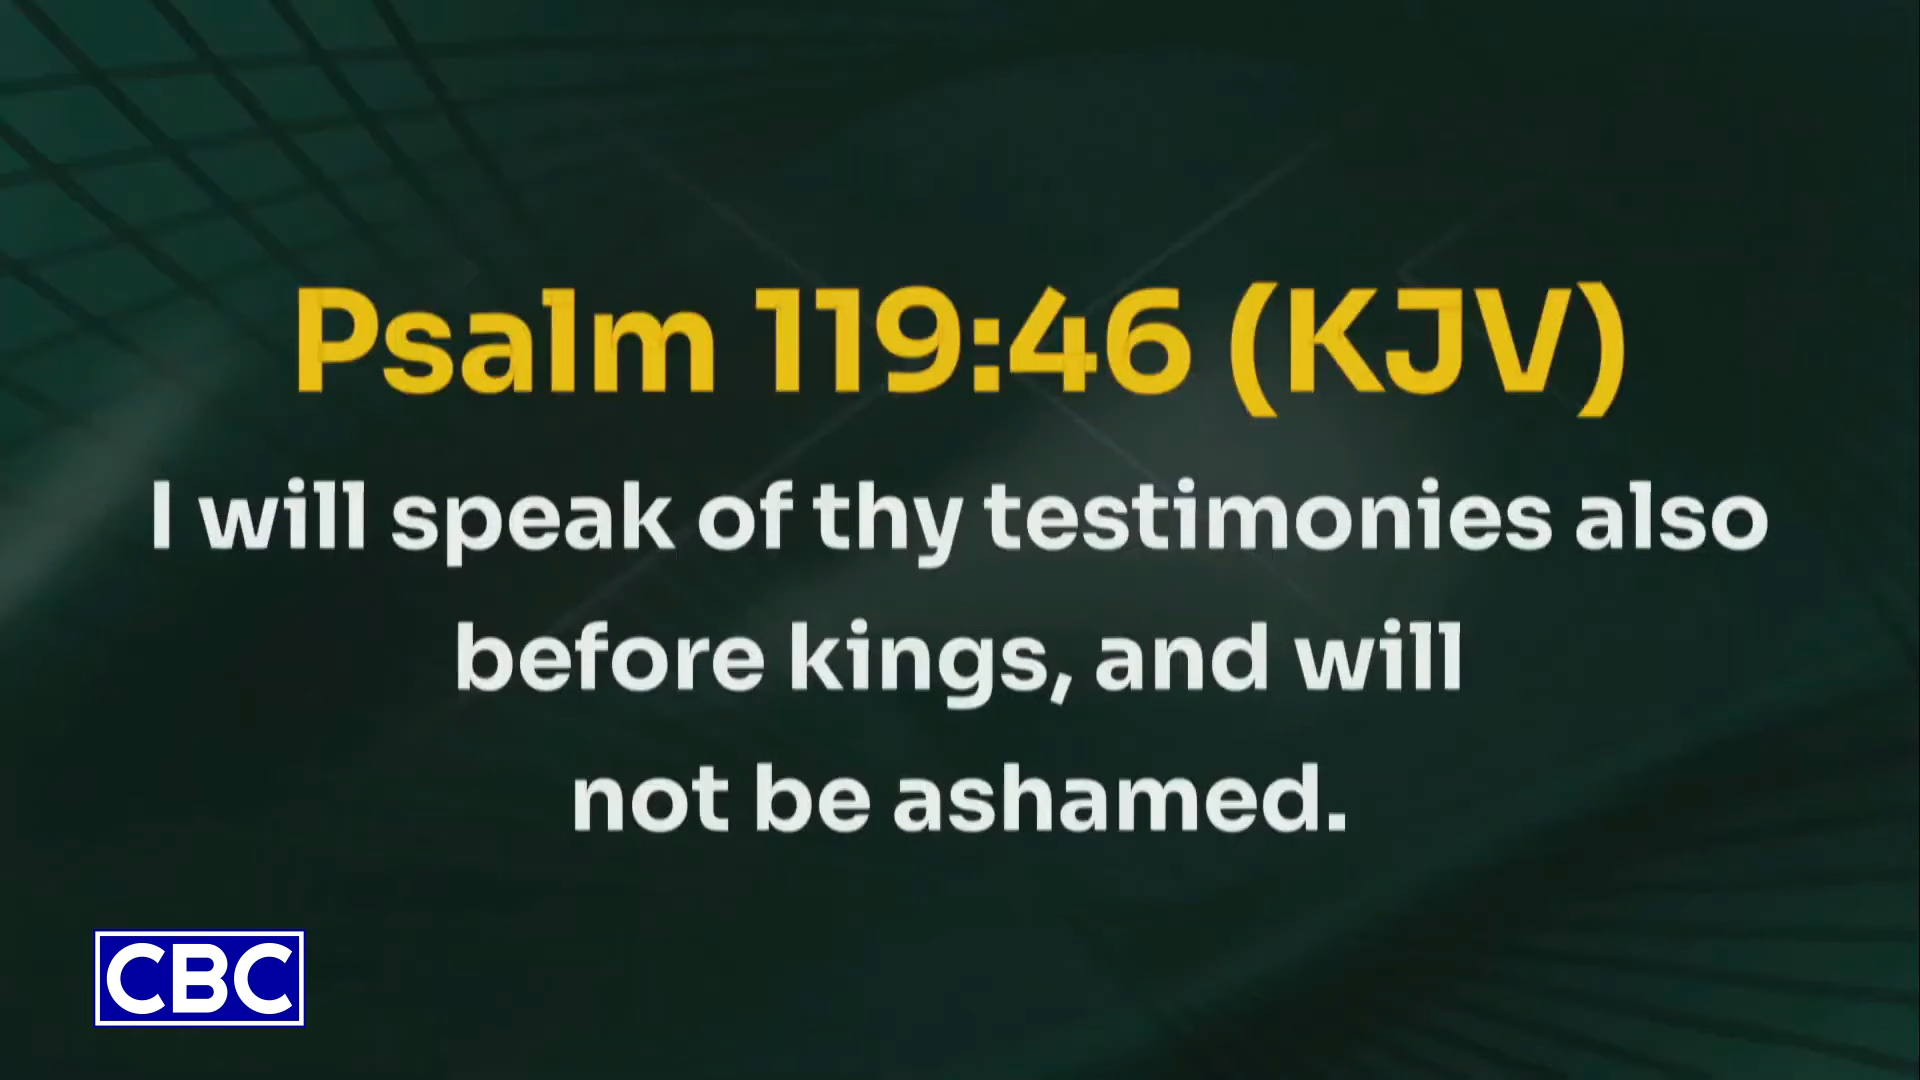 Psalm 119:46 (KJV)
I will speak of thy testimonies also
before kings, and will
not be ashamed.
CBC